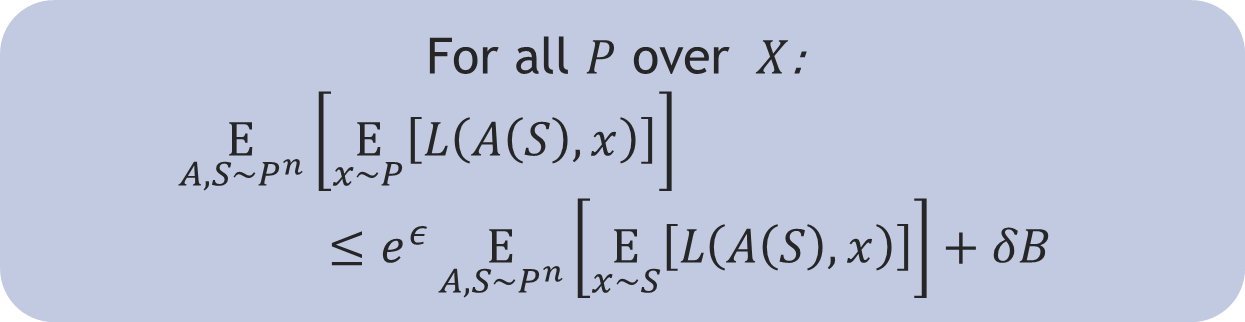 For all P over X:
E_{A,S~P^n} [ E_{x~P} [L(A(S), x)] ]
≤ e^ϵ E_{A,S~P^n} [ E_{x~S} [L(A(S), x)] ] + δB